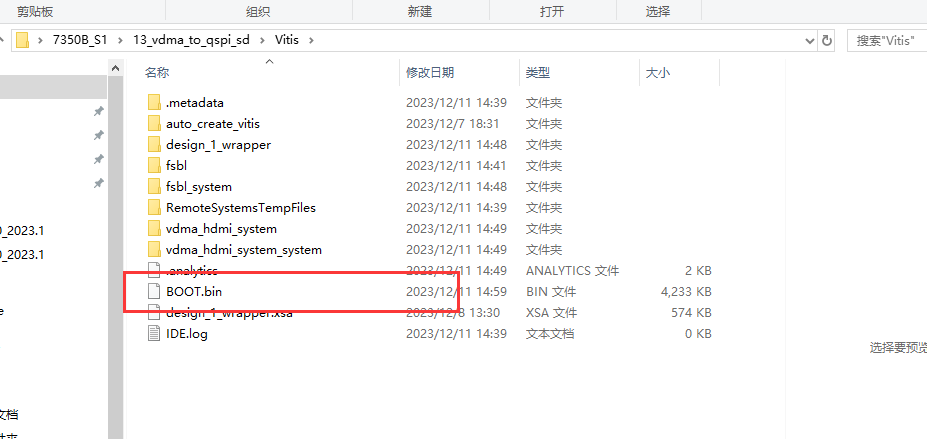 剪贴板 组织 新建 打开 选择
7350B_S1 > 13_vdma_to_qspi_sd > Vitis > 搜索"Vitis"
名称 修改日期 类型 大小
.metadata 2023/12/11 14:39 文件夹
auto_create_vitis 2023/12/7 18:31 文件夹
design_1_wrapper 2023/12/11 14:48 文件夹
fsbl 2023/12/11 14:41 文件夹
fsbl_system 2023/12/11 14:48 文件夹
RemoteSystemsTempFiles 2023/12/11 14:39 文件夹
vdma_hdmi_system 2023/12/11 14:49 文件夹
0_2023.1
vdma_hdmi_system_system 2023/12/11 14:49 文件夹
0_2023.1
.analytics 2023/12/11 14:49 ANALYTICS 文件 2 KB
BOOT.bin 2023/12/11 14:59 BIN 文件 4,233 KB
design_1_wrapper.xsa 2023/12/8 13:30 XSA 文件 574 KB
e
IDE.log 2023/12/11 14:39 文本文档 0 KB
选择要预览
文档